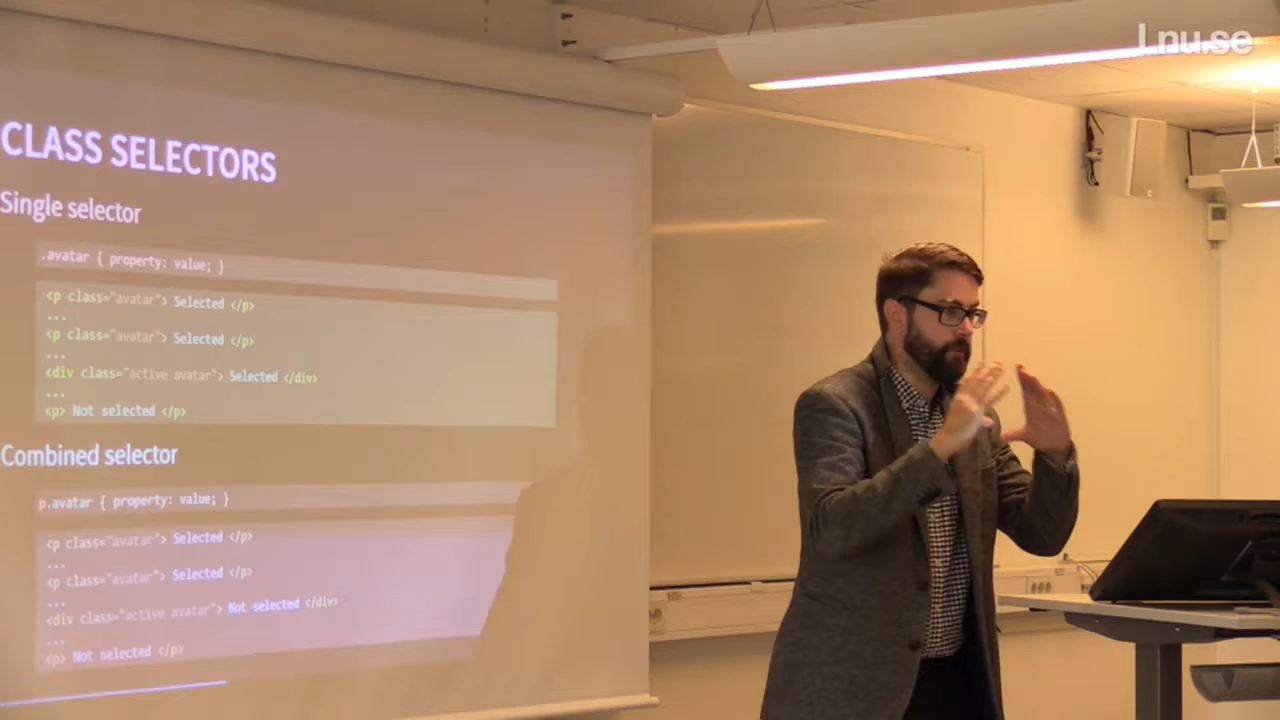 Lnu.se
CLASS SELECTORS
Single selector
.avatar { property: value; }
<p class="avatar"> Selected </p>
...
<p class="avatar"> Selected </p>
...
<div class="active avatar"> Selected </div>
...
<p> Not selected </p>
Combined selector
p.avatar { property: value; }
<p class="avatar"> Selected </p>
...
<p class="avatar"> Selected </p>
...
<div class="active avatar"> Not selected </div>
...
<p> Not selected </p>